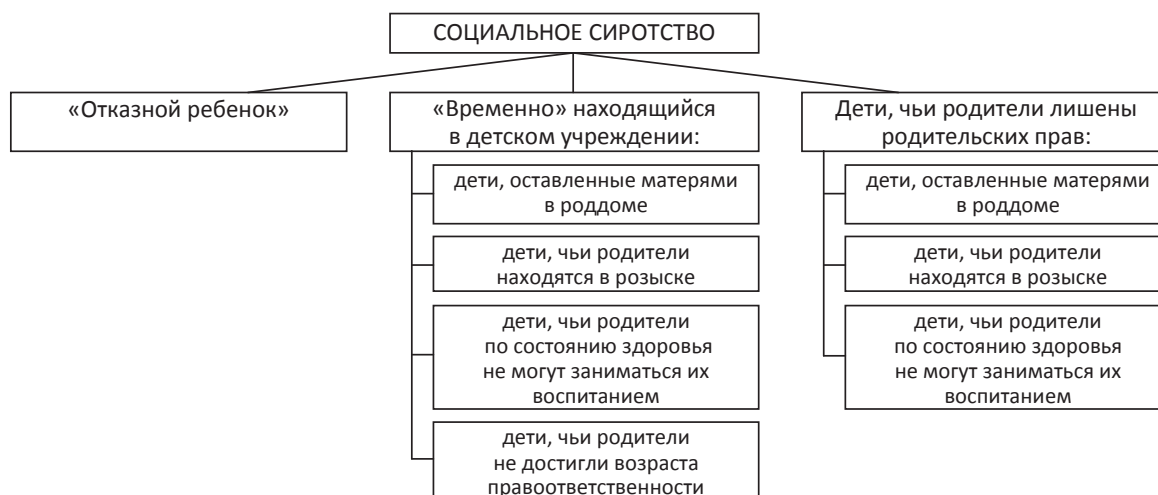 СОЦИАЛЬНОЕ СИРОТСТВО
«Отказной ребенок»
«Временно» находящийся
в детском учреждении:
дети, оставленные матерями
в роддоме
дети, чьи родители
находятся в розыске
дети, чьи родители
по состоянию здоровья
не могут заниматься их
воспитанием
дети, чьи родители
не достигли возраста
правоответственности
Дети, чьи родители лишены
родительских прав:
дети, оставленные матерями
в роддоме
дети, чьи родители
находятся в розыске
дети, чьи родители
по состоянию здоровья
не могут заниматься их
воспитанием